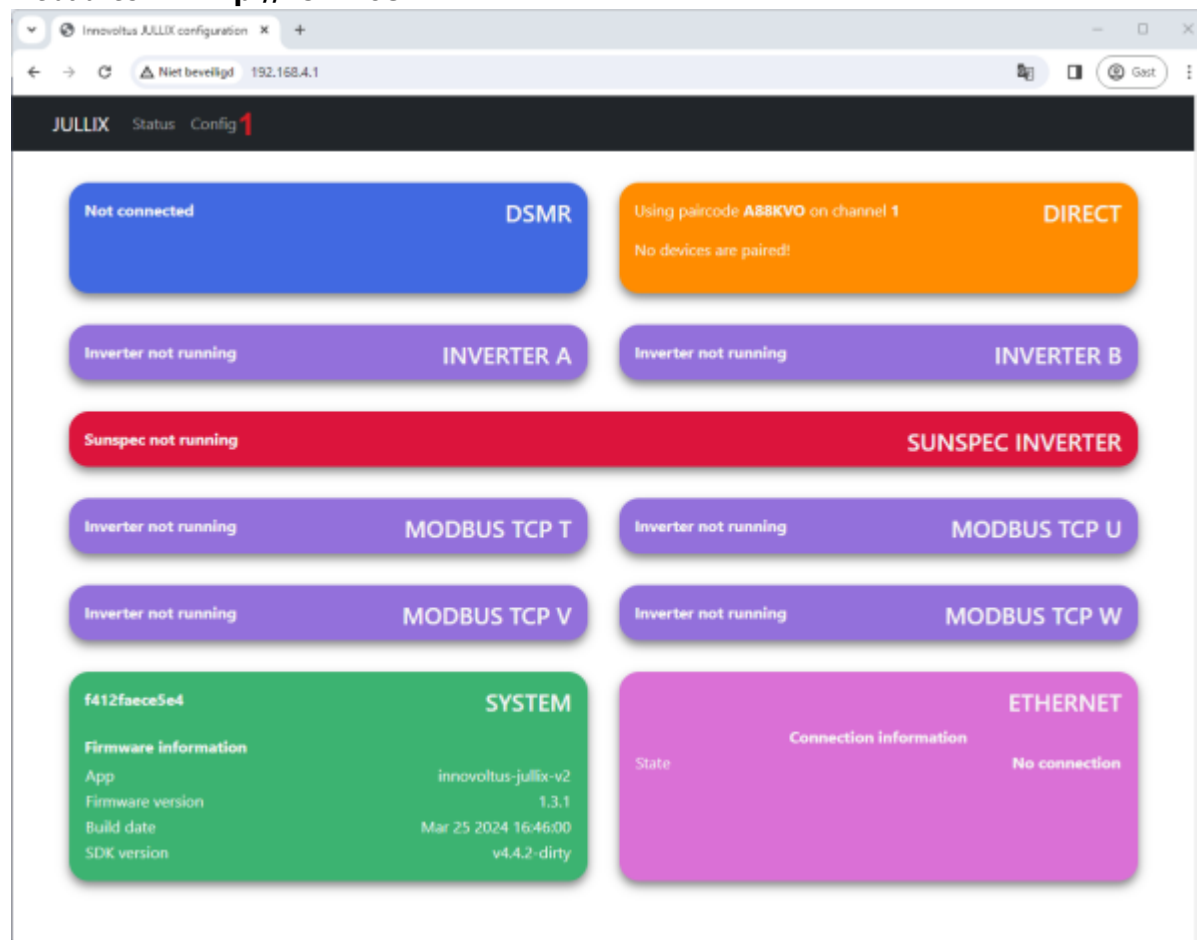 Innovoltus JULLIX configuration
Niet beveiligd 192.168.4.1
Gast
JULLIX Status Config 1
Not connected DSMR
Using paircode A88KVO on channel 1 DIRECT
No devices are paired!
Inverter not running INVERTER A
Inverter not running INVERTER B
Sunspec not running SUNSPEC INVERTER
Inverter not running MODBUS TCP T
Inverter not running MODBUS TCP U
Inverter not running MODBUS TCP V
Inverter not running MODBUS TCP W
f412faece5e4 SYSTEM
Firmware information
App innovoltus-jullix-v2
Firmware version 1.3.1
Build date Mar 25 2024 16:46:00
SDK version v4.4.2-dirty
ETHERNET
Connection information
State No connection